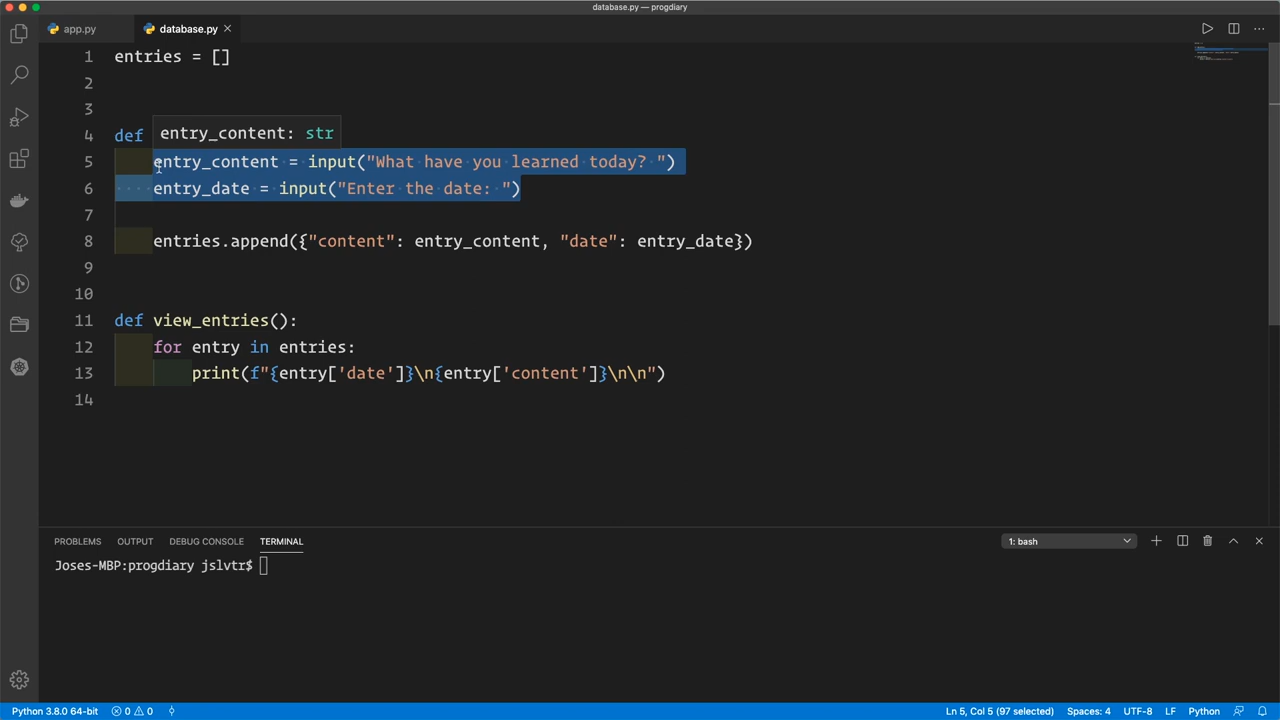 database.py — progdiary
app.py
database.py
1 entries = []
2
3
4 def
entry_content: str
5 entry_content = input("What have you learned today? ")
6 entry_date = input("Enter the date: ")
7
8 entries.append({"content": entry_content, "date": entry_date})
9
10
11 def view_entries():
12 for entry in entries:
13 print(f"{entry['date']}\n{entry['content']}\n\n")
14
PROBLEMS OUTPUT DEBUG CONSOLE TERMINAL 1: bash
Joses-MBP:progdiary jslvtr$
Python 3.8.0 64-bit 0 0 Ln 5, Col 5 (97 selected) Spaces: 4 UTF-8 LF Python